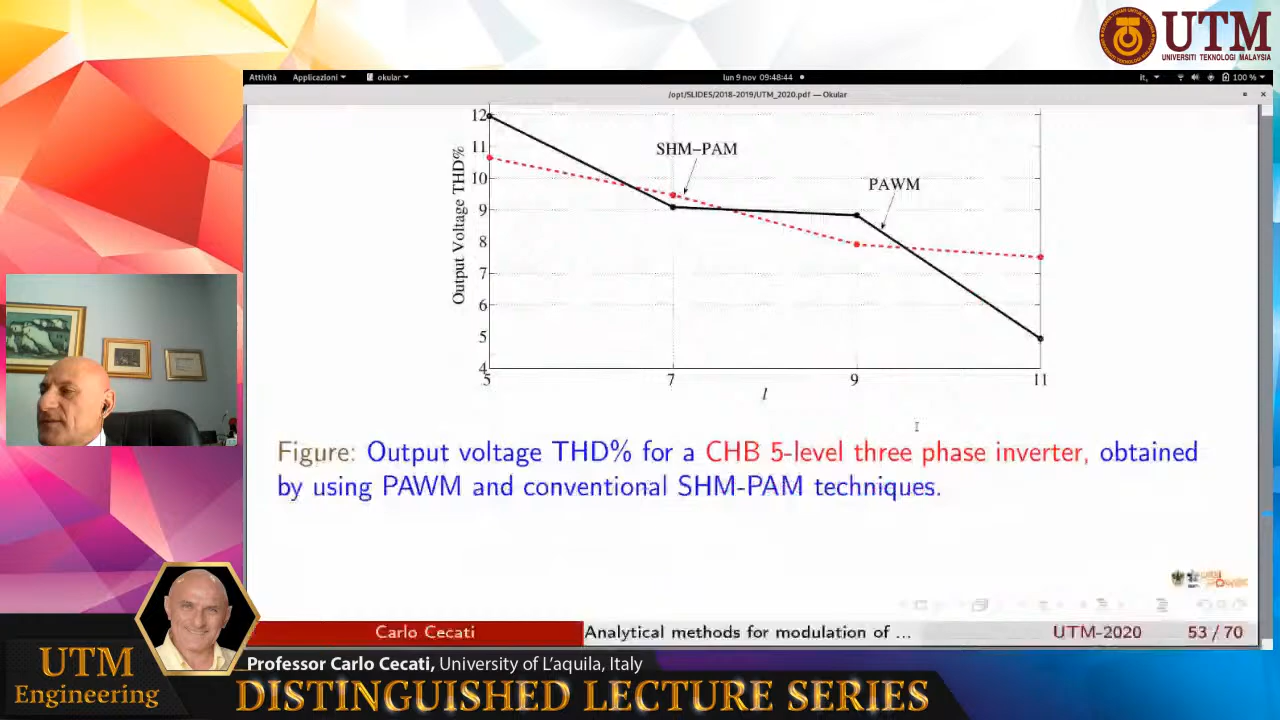 UTM
UNIVERSITI TEKNOLOGI MALAYSIA
Attività Applicazioni okular lun 9 nov 09:48:44 it, 100 %
/opt/SLIDES/2018-2019/UTM_2020.pdf — Okular
12
11
10
9
8
7
6
5
4
Output Voltage THD%
SHM-PAM
PAWM
5 7 9 11
l
Figure: Output voltage THD% for a CHB 5-level three phase inverter, obtained
by using PAWM and conventional SHM-PAM techniques.
Carlo Cecati Analytical methods for modulation of ... UTM-2020 53 / 70
Professor Carlo Cecati, University of L'aquila, Italy
UTM
Engineering
DISTINGUISHED LECTURE SERIES